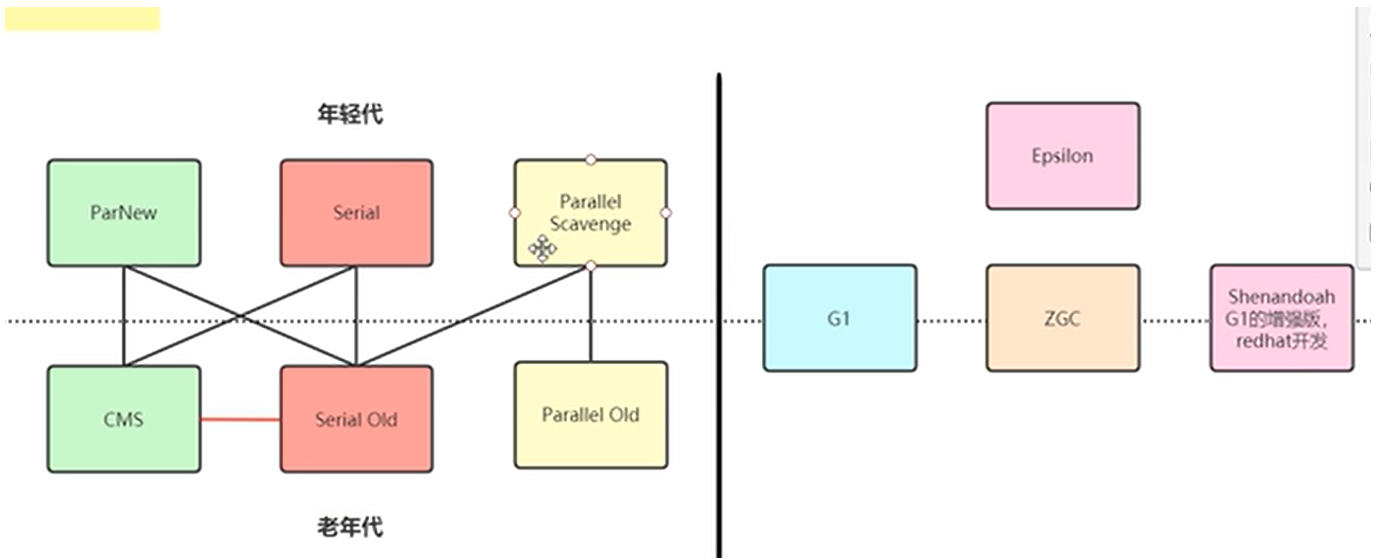 年轻代
ParNew
Serial
Parallel
Scavenge
CMS
Serial Old
Parallel Old
老年代
Epsilon
G1
ZGC
Shenandoah
G1的增强版，
redhat开发